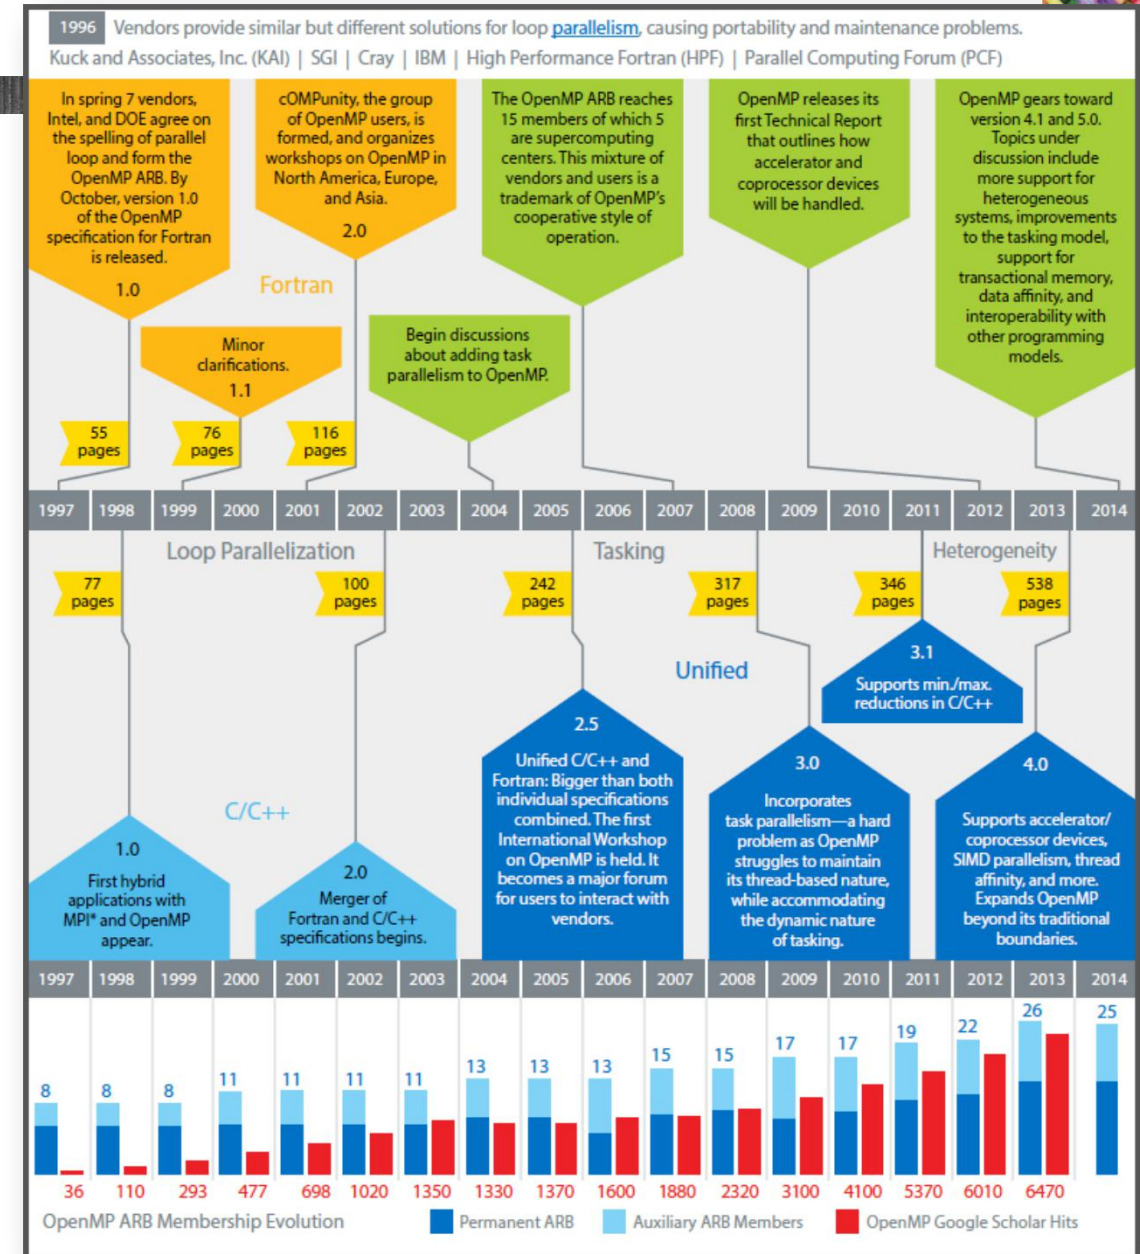 1996 Vendors provide similar but different solutions for loop parallelism, causing portability and maintenance problems.
Kuck and Associates, Inc. (KAI) | SGI | Cray | IBM | High Performance Fortran (HPF) | Parallel Computing Forum (PCF)
In spring 7 vendors,
Intel, and DOE agree on
the spelling of parallel
loop and form the
OpenMP ARB. By
October, version 1.0
of the OpenMP
specification for Fortran
is released.
1.0
cOMPunity, the group
of OpenMP users, is
formed, and organizes
workshops on OpenMP in
North America, Europe,
and Asia.
2.0
The OpenMP ARB reaches
15 members of which 5
are supercomputing
centers. This mixture of
vendors and users is a
trademark of OpenMP's
cooperative style of
operation.
OpenMP releases its
first Technical Report
that outlines how
accelerator and
coprocessor devices
will be handled.
OpenMP gears toward
version 4.1 and 5.0.
Topics under
discussion include
more support for
heterogeneous
systems, improvements
to the tasking model,
support for
transactional memory,
data affinity, and
interoperability with
other programming
models.
Fortran
Minor
clarifications.
1.1
Begin discussions
about adding task
parallelism to OpenMP.
55
pages
76
pages
116
pages
1997 1998 1999 2000 2001 2002 2003 2004 2005 2006 2007 2008 2009 2010 2011 2012 2013 2014
Loop Parallelization Tasking Heterogeneity
77
pages
100
pages
242
pages
317
pages
346
pages
538
pages
Unified
3.1
Supports min./max.
reductions in C/C++
2.5
Unified C/C++ and
Fortran: Bigger than both
individual specifications
combined. The first
International Workshop
on OpenMP is held. It
becomes a major forum
for users to interact with
vendors.
3.0
Incorporates
task parallelism—a hard
problem as OpenMP
struggles to maintain
its thread-based nature,
while accommodating
the dynamic nature
of tasking.
4.0
Supports accelerator/
coprocessor devices,
SIMD parallelism, thread
affinity, and more.
Expands OpenMP
beyond its traditional
boundaries.
C/C++
1.0
First hybrid
applications with
MPI* and OpenMP
appear.
2.0
Merger of
Fortran and C/C++
specifications begins.
1997 1998 1999 2000 2001 2002 2003 2004 2005 2006 2007 2008 2009 2010 2011 2012 2013 2014
8 8 8 11 11 11 11 13 13 13 15 15 17 17 19 22 26 25
36 110 293 477 698 1020 1350 1330 1370 1600 1880 2320 3100 4100 5370 6010 6470
OpenMP ARB Membership Evolution Permanent ARB Auxiliary ARB Members OpenMP Google Scholar Hits